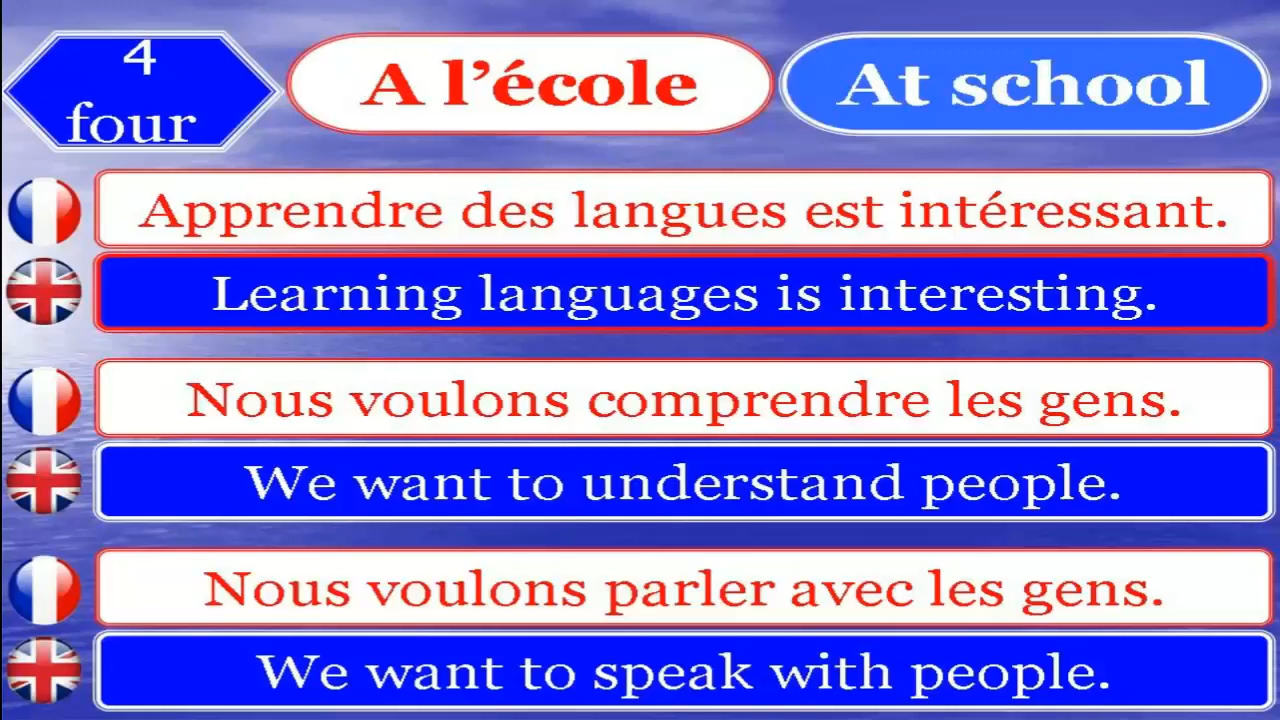 4
four
A l’école
At school
Apprendre des langues est intéressant.
Learning languages is interesting.
Nous voulons comprendre les gens.
We want to understand people.
Nous voulons parler avec les gens.
We want to speak with people.